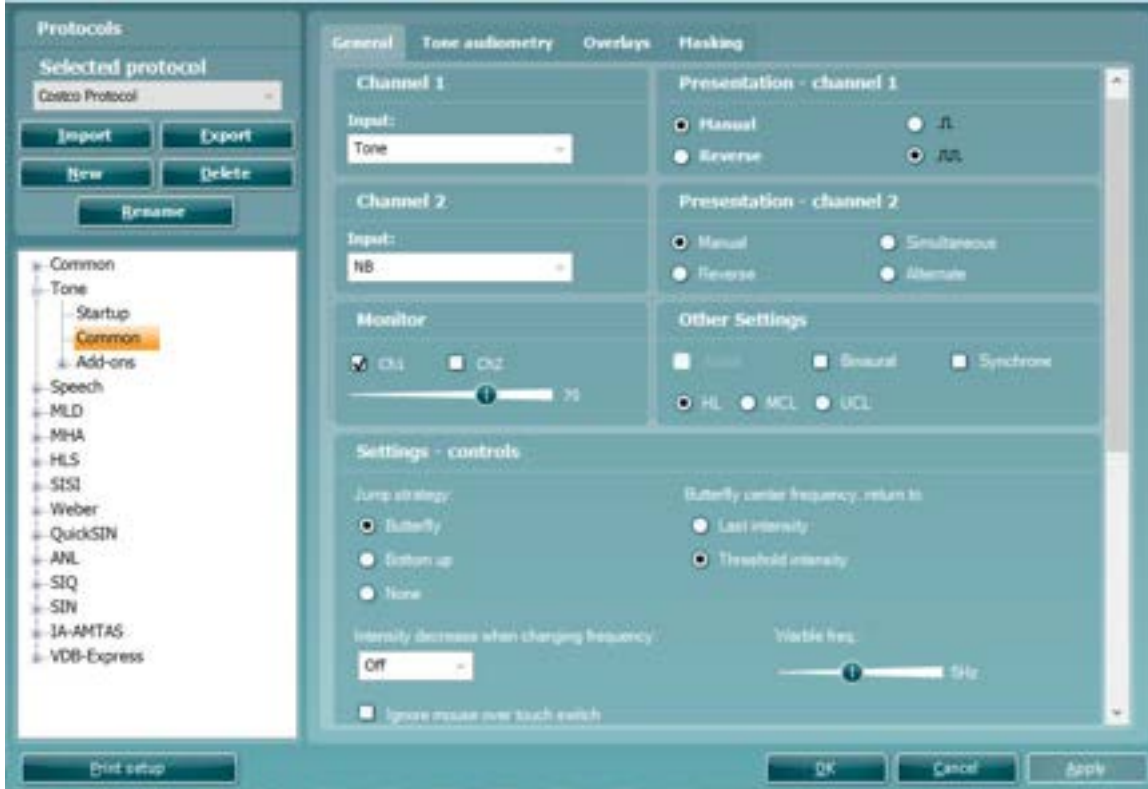 Protocols
Selected protocol
Costco Protocol
Import Export
New Delete
Rename
Common
Tone
Startup
Common
Add-ons
Speech
MLD
MHA
HLS
SISI
Weber
QuickSIN
ANL
SIQ
SIN
IA-AMTAS
VDB-Express
Print setup
General Tone audiometry Overlays Masking
Channel 1
Input:
Tone
Presentation - channel 1
Manual
Reverse
Channel 2
Input:
NB
Presentation - channel 2
Manual Simultaneous
Reverse Alternate
Monitor
Ch1 Ch2
Other Settings
Binaural Synchrone
HL MCL UCL
Settings - controls
Jump strategy:
Butterfly
Bottom up
None
Butterfly center frequency, return to
Last intensity
Threshold intensity
Intensity decrease when changing frequency
Off
Warble freq.
5Hz
Ignore mouse over touch switch
OK Cancel Apply